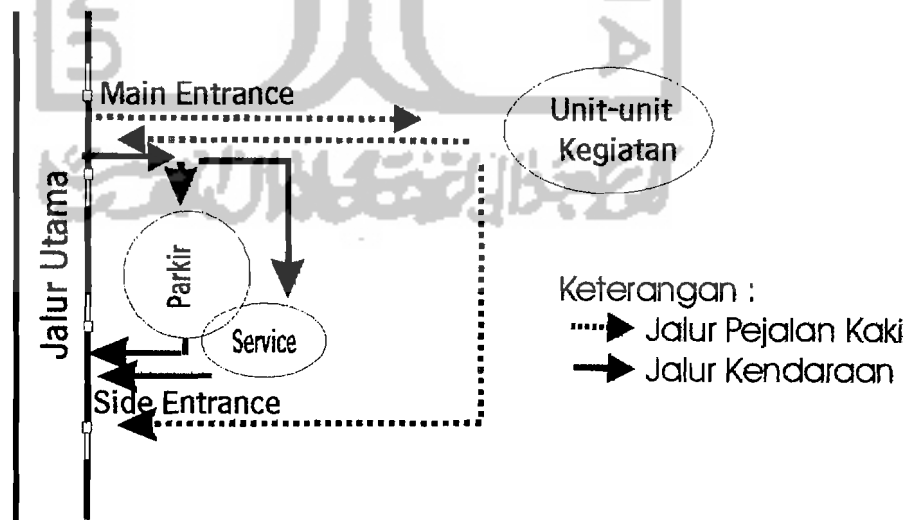 Main Entrance
Unit-unit
Kegiatan
Jalur Utama
Parkir
Service
Side Entrance
Keterangan :
Jalur Pejalan Kaki
Jalur Kendaraan